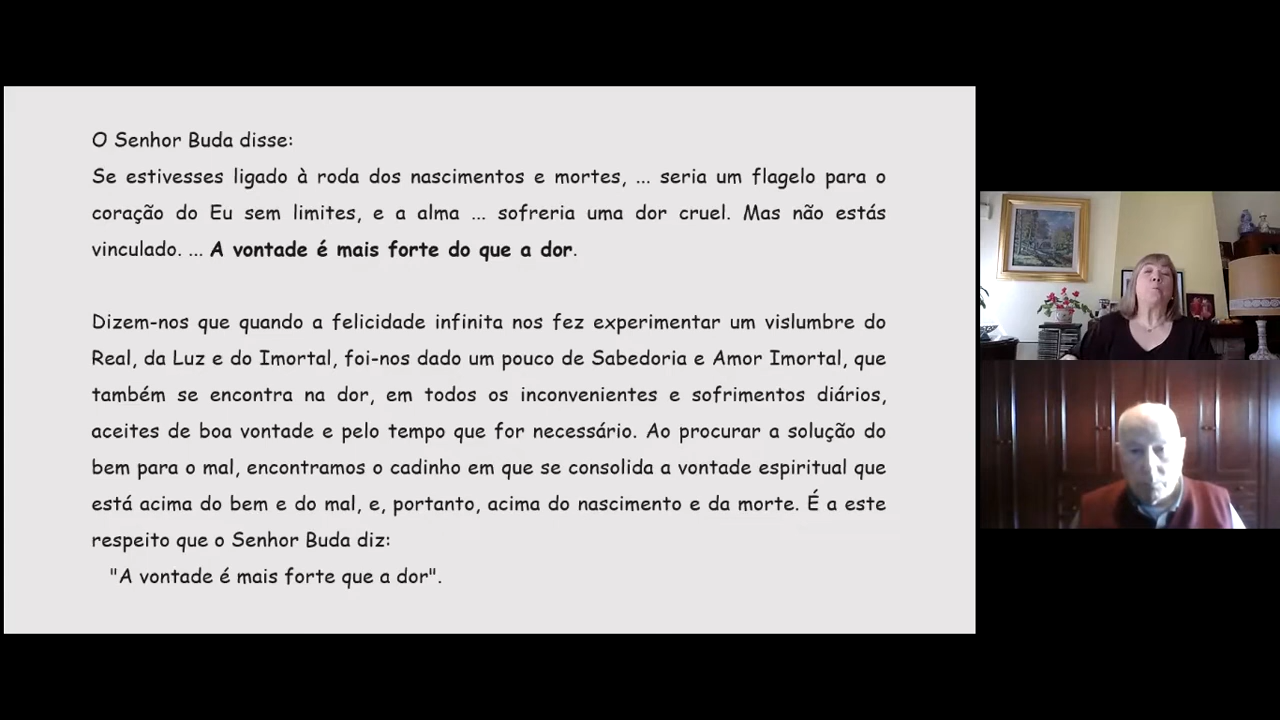 O Senhor Buda disse:
Se estivesses ligado à roda dos nascimentos e mortes, ... seria um flagelo para o
coração do Eu sem limites, e a alma ... sofreria uma dor cruel. Mas não estás
vinculado. ... A vontade é mais forte do que a dor.
Dizem-nos que quando a felicidade infinita nos fez experimentar um vislumbre do
Real, da Luz e do Imortal, foi-nos dado um pouco de Sabedoria e Amor Imortal, que
também se encontra na dor, em todos os inconvenientes e sofrimentos diários,
aceites de boa vontade e pelo tempo que for necessário. Ao procurar a solução do
bem para o mal, encontramos o cadinho em que se consolida a vontade espiritual que
está acima do bem e do mal, e, portanto, acima do nascimento e da morte. É a este
respeito que o Senhor Buda diz:
"A vontade é mais forte que a dor".